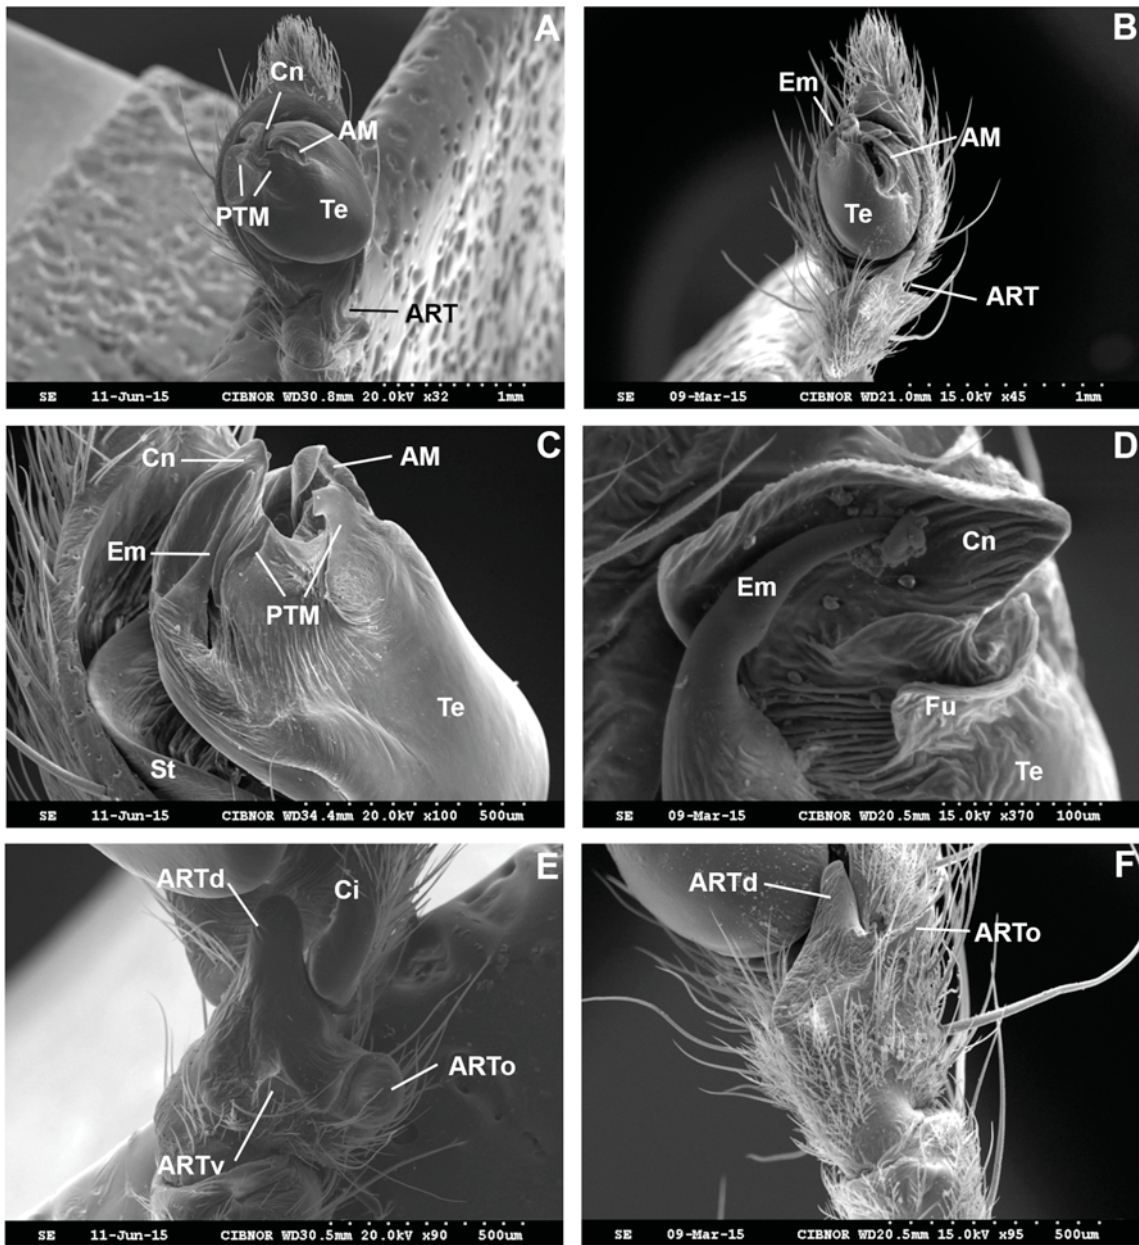 A
Cn
AM
PTM
Te
ART
SE 11-Jun-15 CIBNOR WD30.8mm 20.0kV x32 1mm
B
Em
AM
Te
ART
SE 09-Mar-15 CIBNOR WD21.0mm 15.0kV x45 1mm
C
Cn
AM
Em
PTM
Te
St
SE 11-Jun-15 CIBNOR WD34.4mm 20.0kV x100 500um
D
Cn
Em
Fu
Te
SE 09-Mar-15 CIBNOR WD20.5mm 15.0kV x370 100um
E
ARTd
Ci
ARTo
ARTv
SE 11-Jun-15 CIBNOR WD30.5mm 20.0kV x90 500um
F
ARTd
ARTo
SE 09-Mar-15 CIBNOR WD20.5mm 15.0kV x95 500um